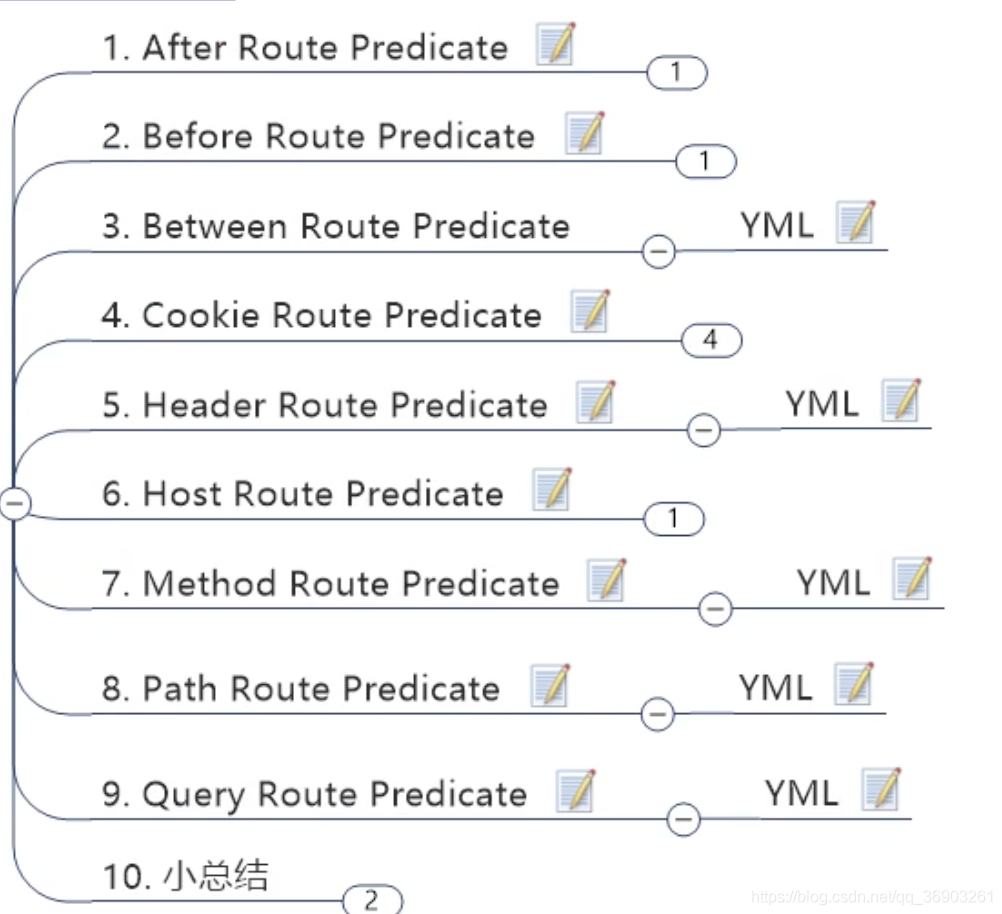 1. After Route Predicate
1
2. Before Route Predicate
1
3. Between Route Predicate
YML
4. Cookie Route Predicate
4
5. Header Route Predicate
YML
6. Host Route Predicate
1
7. Method Route Predicate
YML
8. Path Route Predicate
YML
9. Query Route Predicate
YML
10. 小总结
2
https://blog.csdn.net/qq_36903261